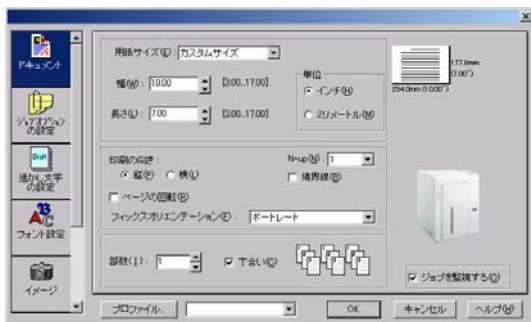 ドキュメント
ジョブオプション
の設定
Draft
透かし文字
の設定
フォント設定
イメージ
用紙サイズ(E): カスタムサイズ
幅(W): 10.00 [3.00..17.00]
長さ(L): 7.00 [3.00..17.00]
単位
インチ(H)
ミリメートル(M)
177.8mm
(7.00")
254.0mm (10.00")
印刷の向き:
縦(P) 横(L)
ページの回転(R)
N-up(N): 1
境界線(B)
フィックスオリエンテーション(E): ポートレート
部数(I): 1 丁合い(C)
ジョブを監視する(O)
プロファイル.. OK キャンセル ヘルプ(H)